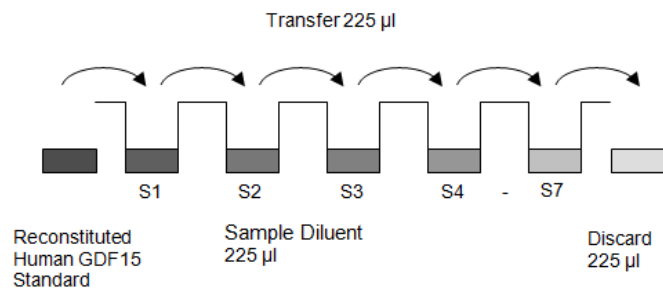 Transfer 225 µl
S1 S2 S3 S4 - S7
Reconstituted
Human GDF15
Standard
Sample Diluent
225 µl
Discard
225 µl